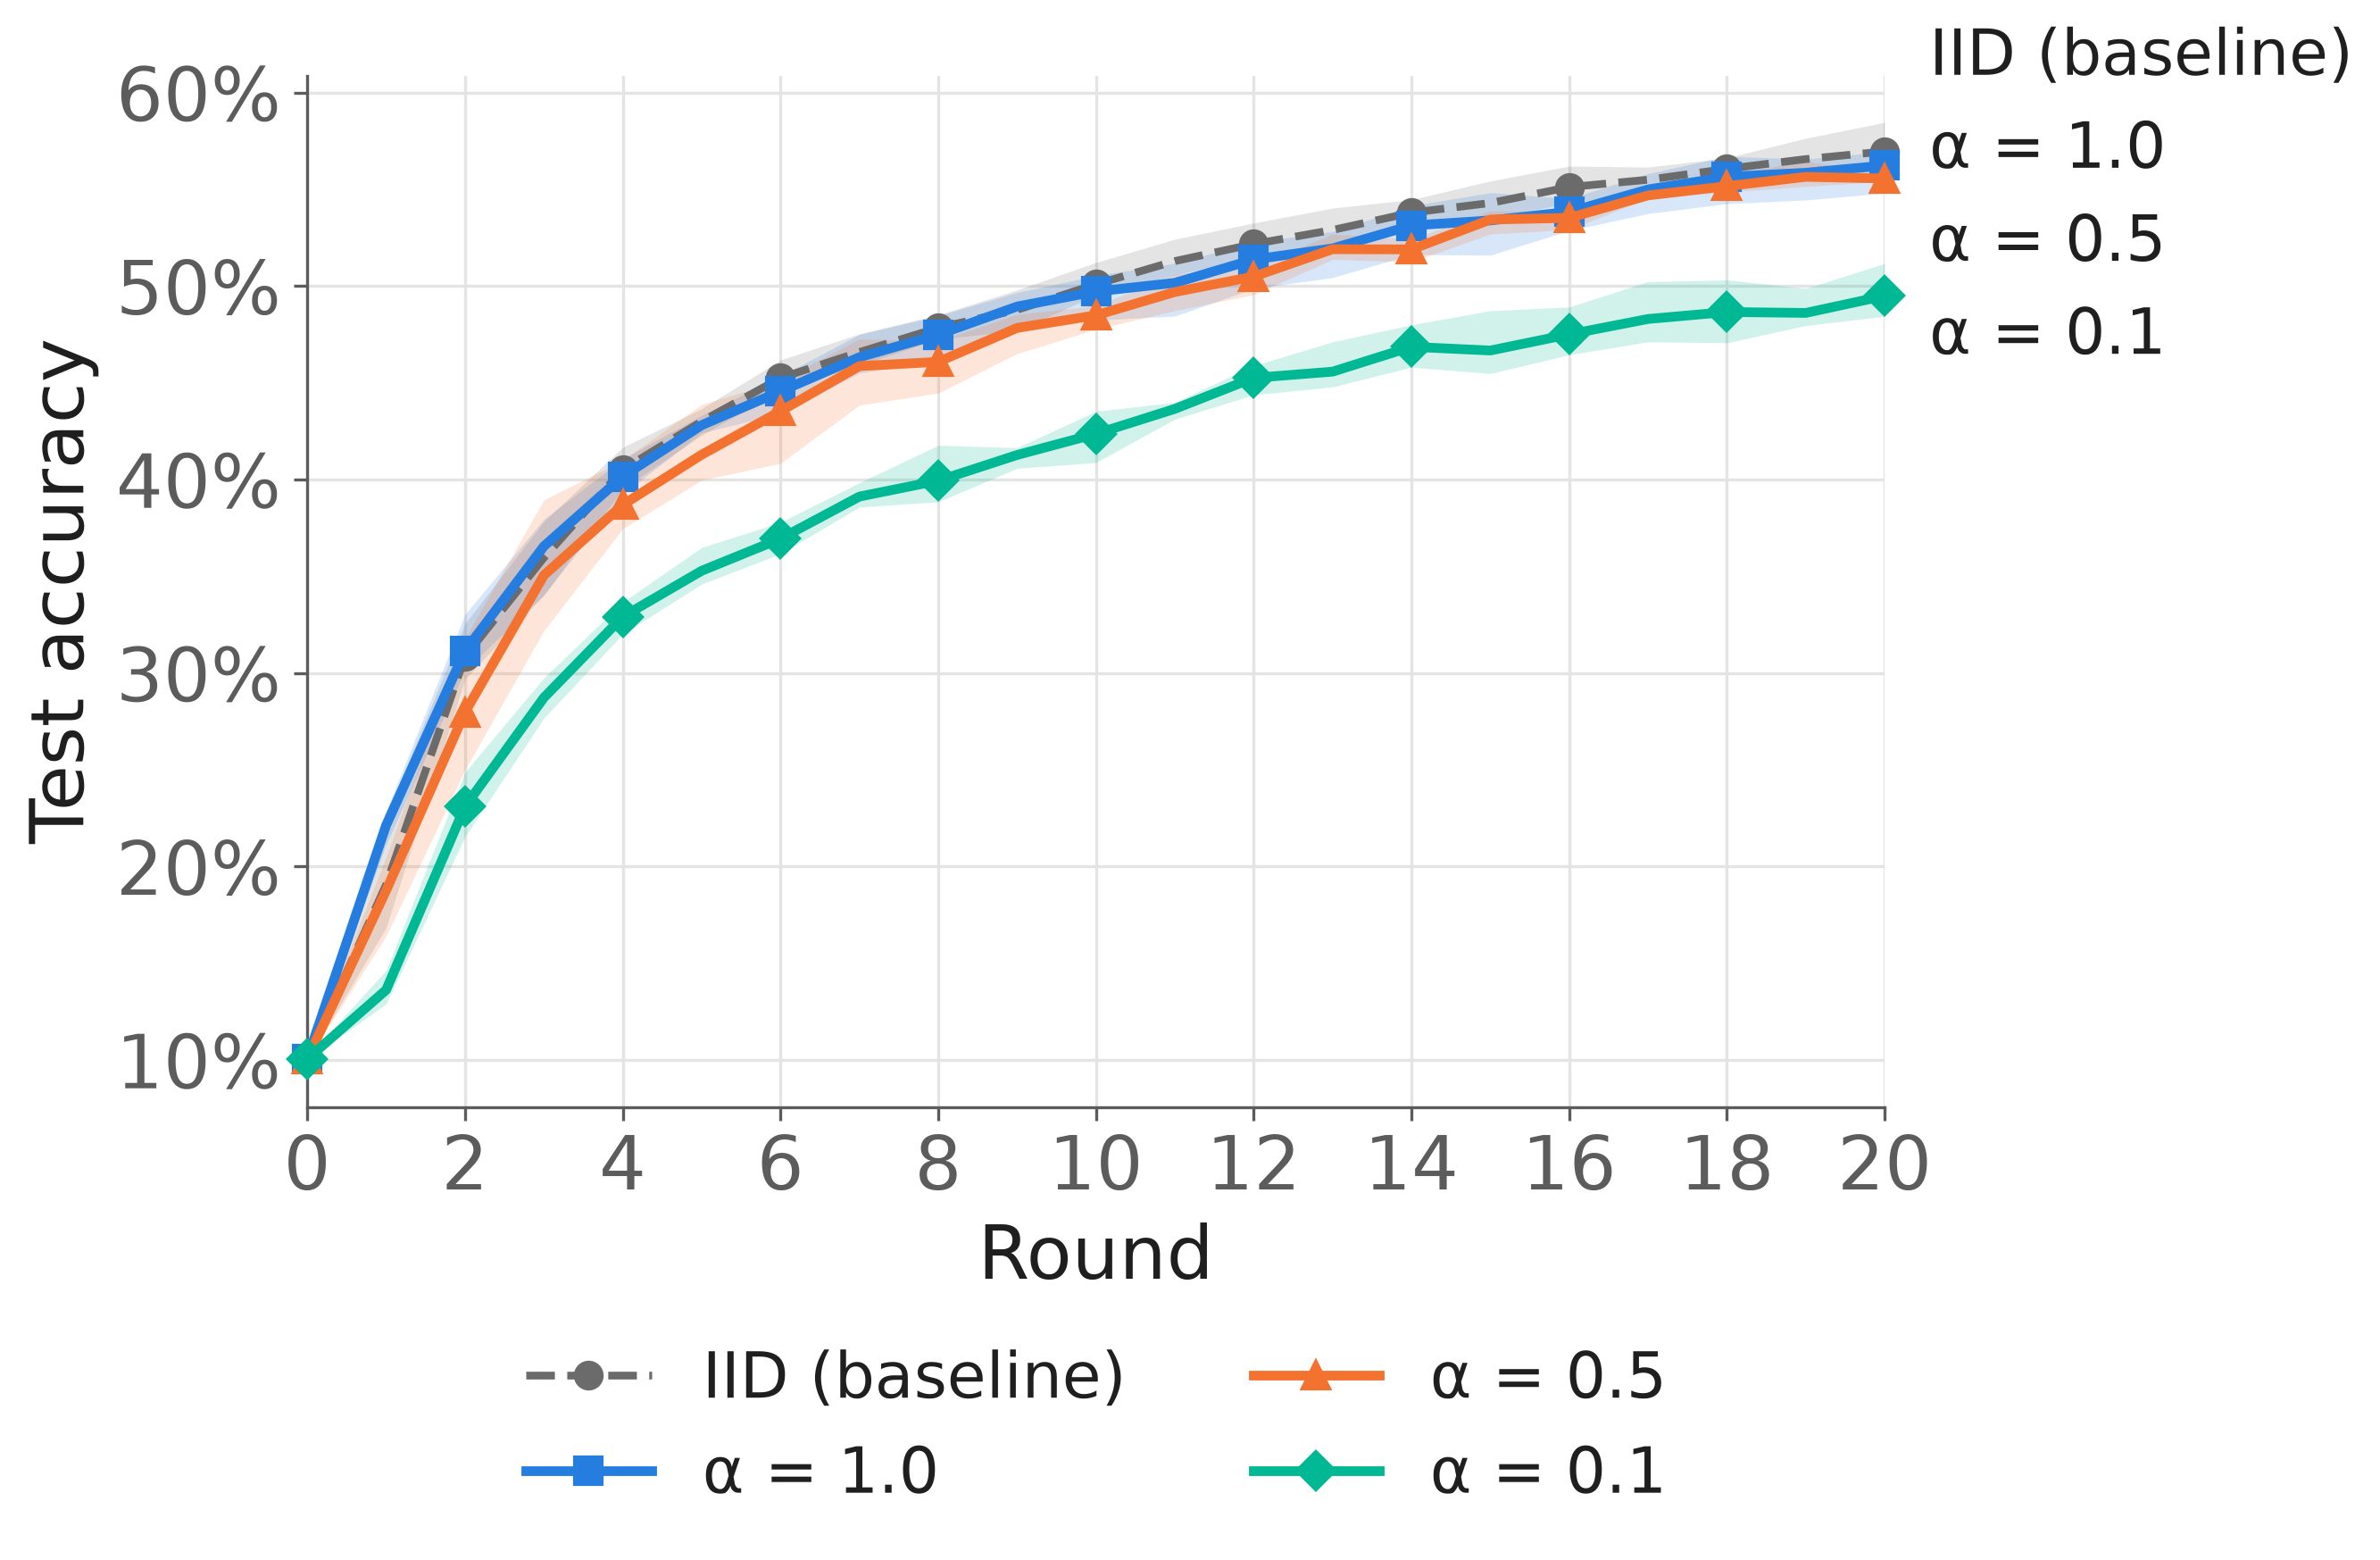 IID (baseline)
α = 1.0
α = 0.5
α = 0.1
60%
50%
40%
30%
20%
10%
Test accuracy
0 2 4 6 8 10 12 14 16 18 20
Round
IID (baseline)
α = 1.0
α = 0.5
α = 0.1